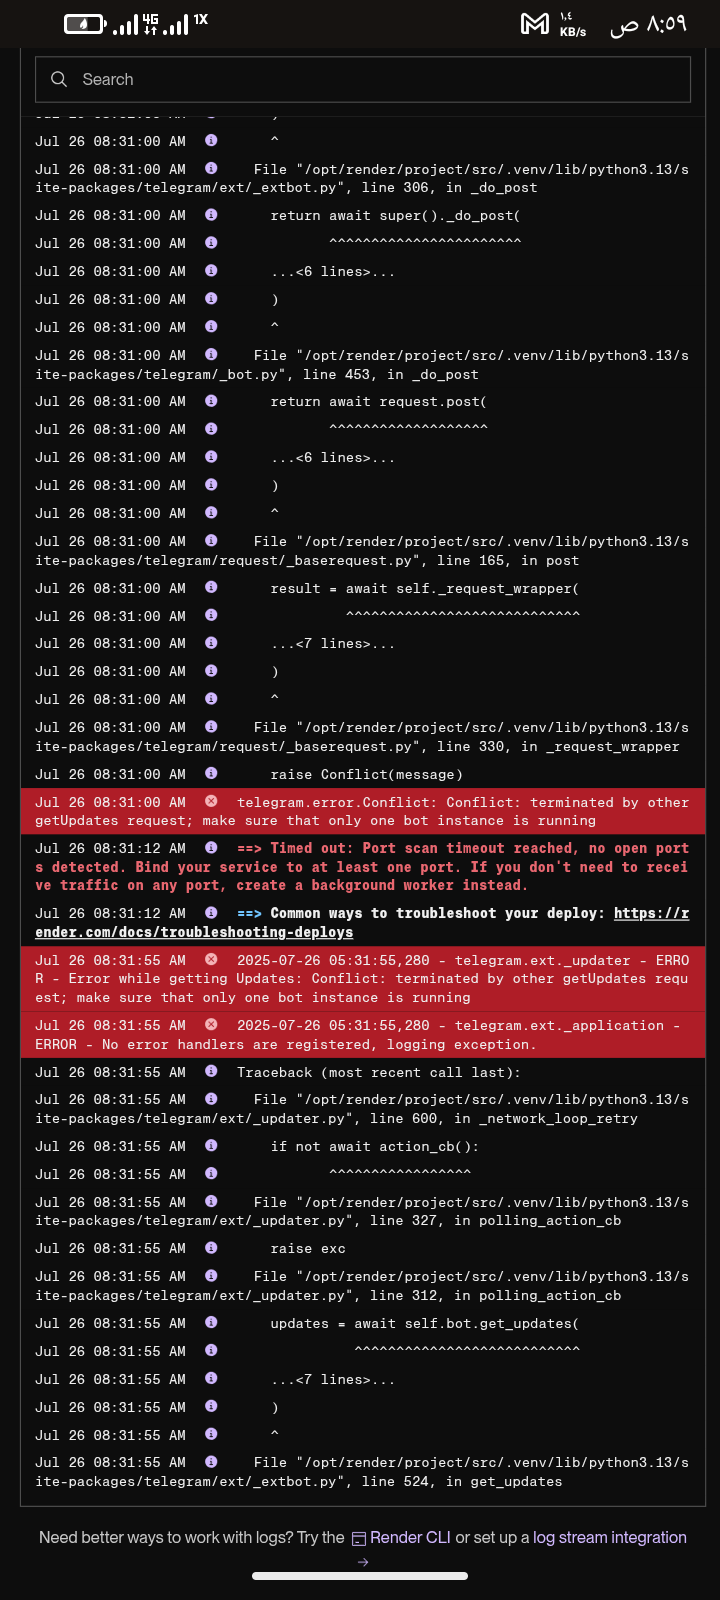 4G 1X ١,٤ KB/s ٨:٥٩ ص
Search
Jul 26 08:31:00 AM ^
Jul 26 08:31:00 AM File "/opt/render/project/src/.venv/lib/python3.13/s
ite-packages/telegram/ext/_extbot.py", line 306, in _do_post
Jul 26 08:31:00 AM return await super()._do_post(
Jul 26 08:31:00 AM ^^^^^^^^^^^^^^^^^^^^^^^
Jul 26 08:31:00 AM ...<6 lines>...
Jul 26 08:31:00 AM )
Jul 26 08:31:00 AM ^
Jul 26 08:31:00 AM File "/opt/render/project/src/.venv/lib/python3.13/s
ite-packages/telegram/_bot.py", line 453, in _do_post
Jul 26 08:31:00 AM return await request.post(
Jul 26 08:31:00 AM ^^^^^^^^^^^^^^^^^^^
Jul 26 08:31:00 AM ...<6 lines>...
Jul 26 08:31:00 AM )
Jul 26 08:31:00 AM ^
Jul 26 08:31:00 AM File "/opt/render/project/src/.venv/lib/python3.13/s
ite-packages/telegram/request/_baserequest.py", line 165, in post
Jul 26 08:31:00 AM result = await self._request_wrapper(
Jul 26 08:31:00 AM ^^^^^^^^^^^^^^^^^^^^^^^^^^^^
Jul 26 08:31:00 AM ...<7 lines>...
Jul 26 08:31:00 AM )
Jul 26 08:31:00 AM ^
Jul 26 08:31:00 AM File "/opt/render/project/src/.venv/lib/python3.13/s
ite-packages/telegram/request/_baserequest.py", line 330, in _request_wrapper
Jul 26 08:31:00 AM raise Conflict(message)
Jul 26 08:31:00 AM telegram.error.Conflict: Conflict: terminated by other
getUpdates request; make sure that only one bot instance is running
Jul 26 08:31:12 AM ==> Timed out: Port scan timeout reached, no open port
s detected. Bind your service to at least one port. If you don't need to recei
ve traffic on any port, create a background worker instead.
Jul 26 08:31:12 AM ==> Common ways to troubleshoot your deploy: https://r
ender.com/docs/troubleshooting-deploys
Jul 26 08:31:55 AM 2025-07-26 05:31:55,280 - telegram.ext._updater - ERRO
R - Error while getting Updates: Conflict: terminated by other getUpdates requ
est; make sure that only one bot instance is running
Jul 26 08:31:55 AM 2025-07-26 05:31:55,280 - telegram.ext._application -
ERROR - No error handlers are registered, logging exception.
Jul 26 08:31:55 AM Traceback (most recent call last):
Jul 26 08:31:55 AM File "/opt/render/project/src/.venv/lib/python3.13/s
ite-packages/telegram/ext/_updater.py", line 600, in _network_loop_retry
Jul 26 08:31:55 AM if not await action_cb():
Jul 26 08:31:55 AM ^^^^^^^^^^^^^^^^^
Jul 26 08:31:55 AM File "/opt/render/project/src/.venv/lib/python3.13/s
ite-packages/telegram/ext/_updater.py", line 327, in polling_action_cb
Jul 26 08:31:55 AM raise exc
Jul 26 08:31:55 AM File "/opt/render/project/src/.venv/lib/python3.13/s
ite-packages/telegram/ext/_updater.py", line 312, in polling_action_cb
Jul 26 08:31:55 AM updates = await self.bot.get_updates(
Jul 26 08:31:55 AM ^^^^^^^^^^^^^^^^^^^^^^^^^^^
Jul 26 08:31:55 AM ...<7 lines>...
Jul 26 08:31:55 AM )
Jul 26 08:31:55 AM ^
Jul 26 08:31:55 AM File "/opt/render/project/src/.venv/lib/python3.13/s
ite-packages/telegram/ext/_extbot.py", line 524, in get_updates
Need better ways to work with logs? Try the Render CLI or set up a log stream integration
→